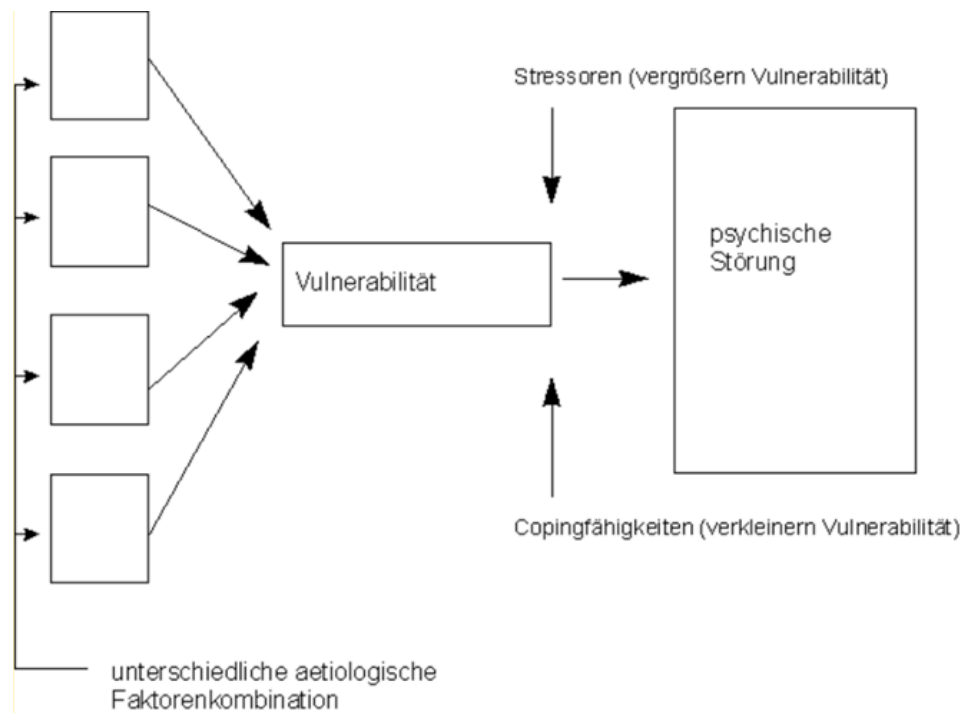 Stressoren (vergrößern Vulnerabilität)
psychische
Störung
Vulnerabilität
Copingfähigkeiten (verkleinern Vulnerabilität)
unterschiedliche aetiologische
Faktorenkombination